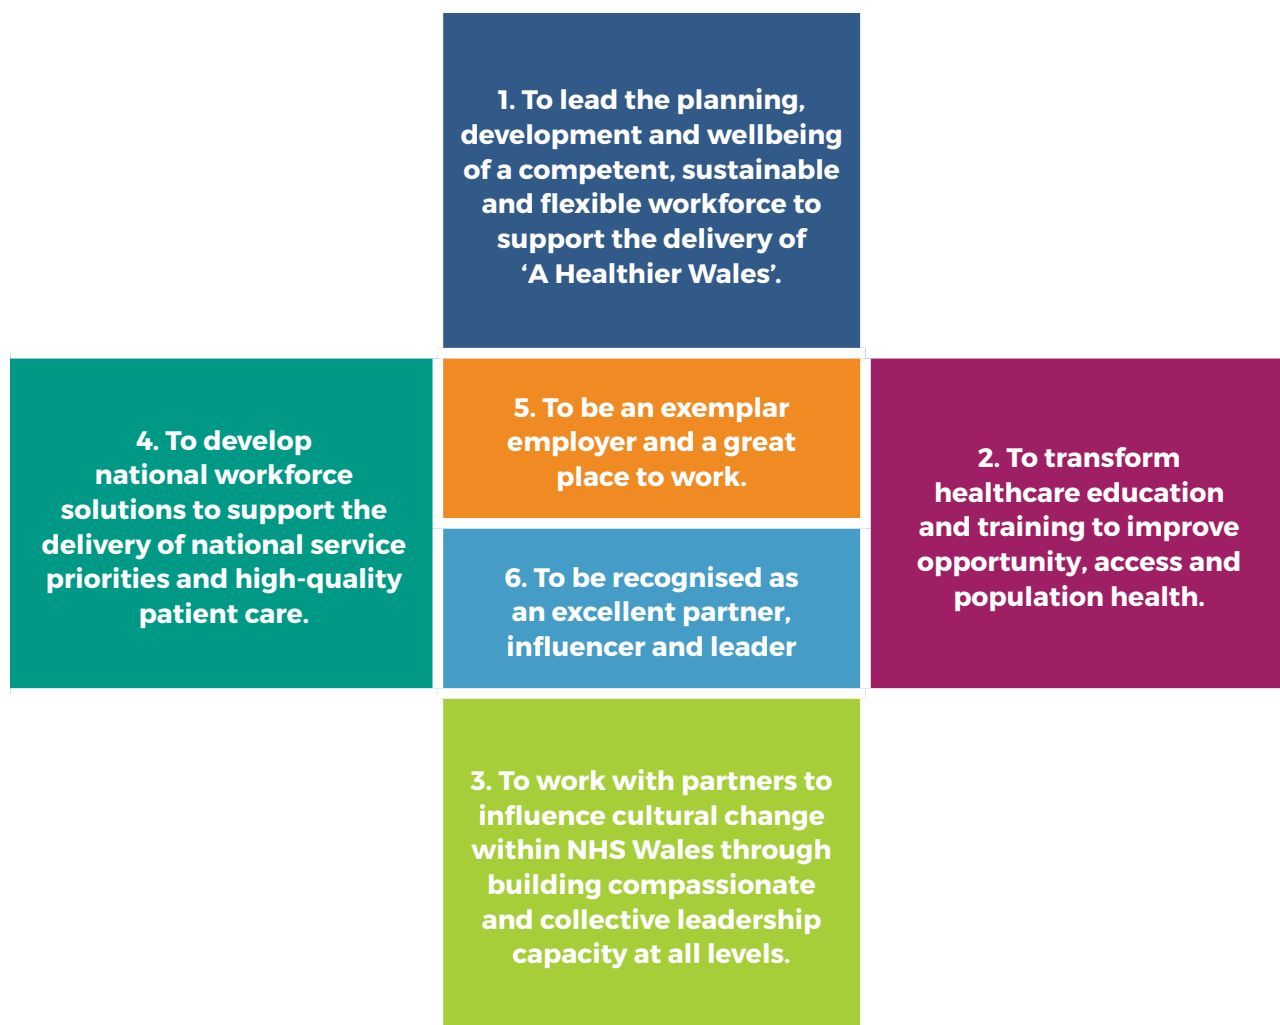 1. To lead the planning,
development and wellbeing
of a competent, sustainable
and flexible workforce to
support the delivery of
‘A Healthier Wales’.
4. To develop
national workforce
solutions to support the
delivery of national service
priorities and high-quality
patient care.
5. To be an exemplar
employer and a great
place to work.
6. To be recognised as
an excellent partner,
influencer and leader
2. To transform
healthcare education
and training to improve
opportunity, access and
population health.
3. To work with partners to
influence cultural change
within NHS Wales through
building compassionate
and collective leadership
capacity at all levels.